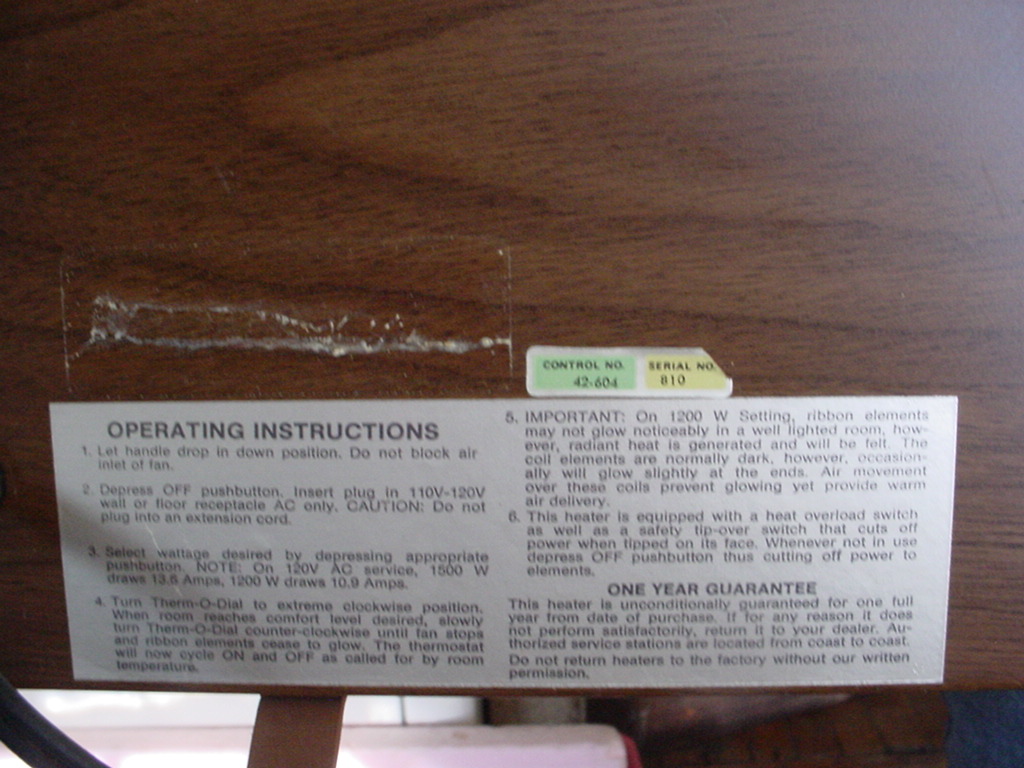 CONTROL NO. SERIAL NO.
42-604 810
OPERATING INSTRUCTIONS
1. Let handle drop in down position. Do not block air
inlet of fan.
2. Depress OFF pushbutton. Insert plug in 110V-120V
wall or floor receptacle AC only. CAUTION: Do not
plug into an extension cord.
3. Select wattage desired by depressing appropriate
pushbutton. NOTE: On 120V AC service, 1500 W
draws 13.6 Amps, 1200 W draws 10.9 Amps.
4. Turn Therm-O-Dial to extreme clockwise position.
When room reaches comfort level desired, slowly
turn Therm-O-Dial counter-clockwise until fan stops
and ribbon elements cease to glow. The thermostat
will now cycle ON and OFF as called for by room
temperature.
5. IMPORTANT: On 1200 W Setting, ribbon elements
may not glow noticeably in a well lighted room, how-
ever, radiant heat is generated and will be felt. The
coil elements are normally dark, however, occasion-
ally will glow slightly at the ends. Air movement
over these coils prevent glowing yet provide warm
air delivery.
6. This heater is equipped with a heat overload switch
as well as a safety tip-over switch that cuts off
power when tipped on its face. Whenever not in use
depress OFF pushbutton thus cutting off power to
elements.
ONE YEAR GUARANTEE
This heater is unconditionally guaranteed for one full
year from date of purchase. If for any reason it does
not perform satisfactorily, return it to your dealer. Au-
thorized service stations are located from coast to coast.
Do not return heaters to the factory without our written
permission.